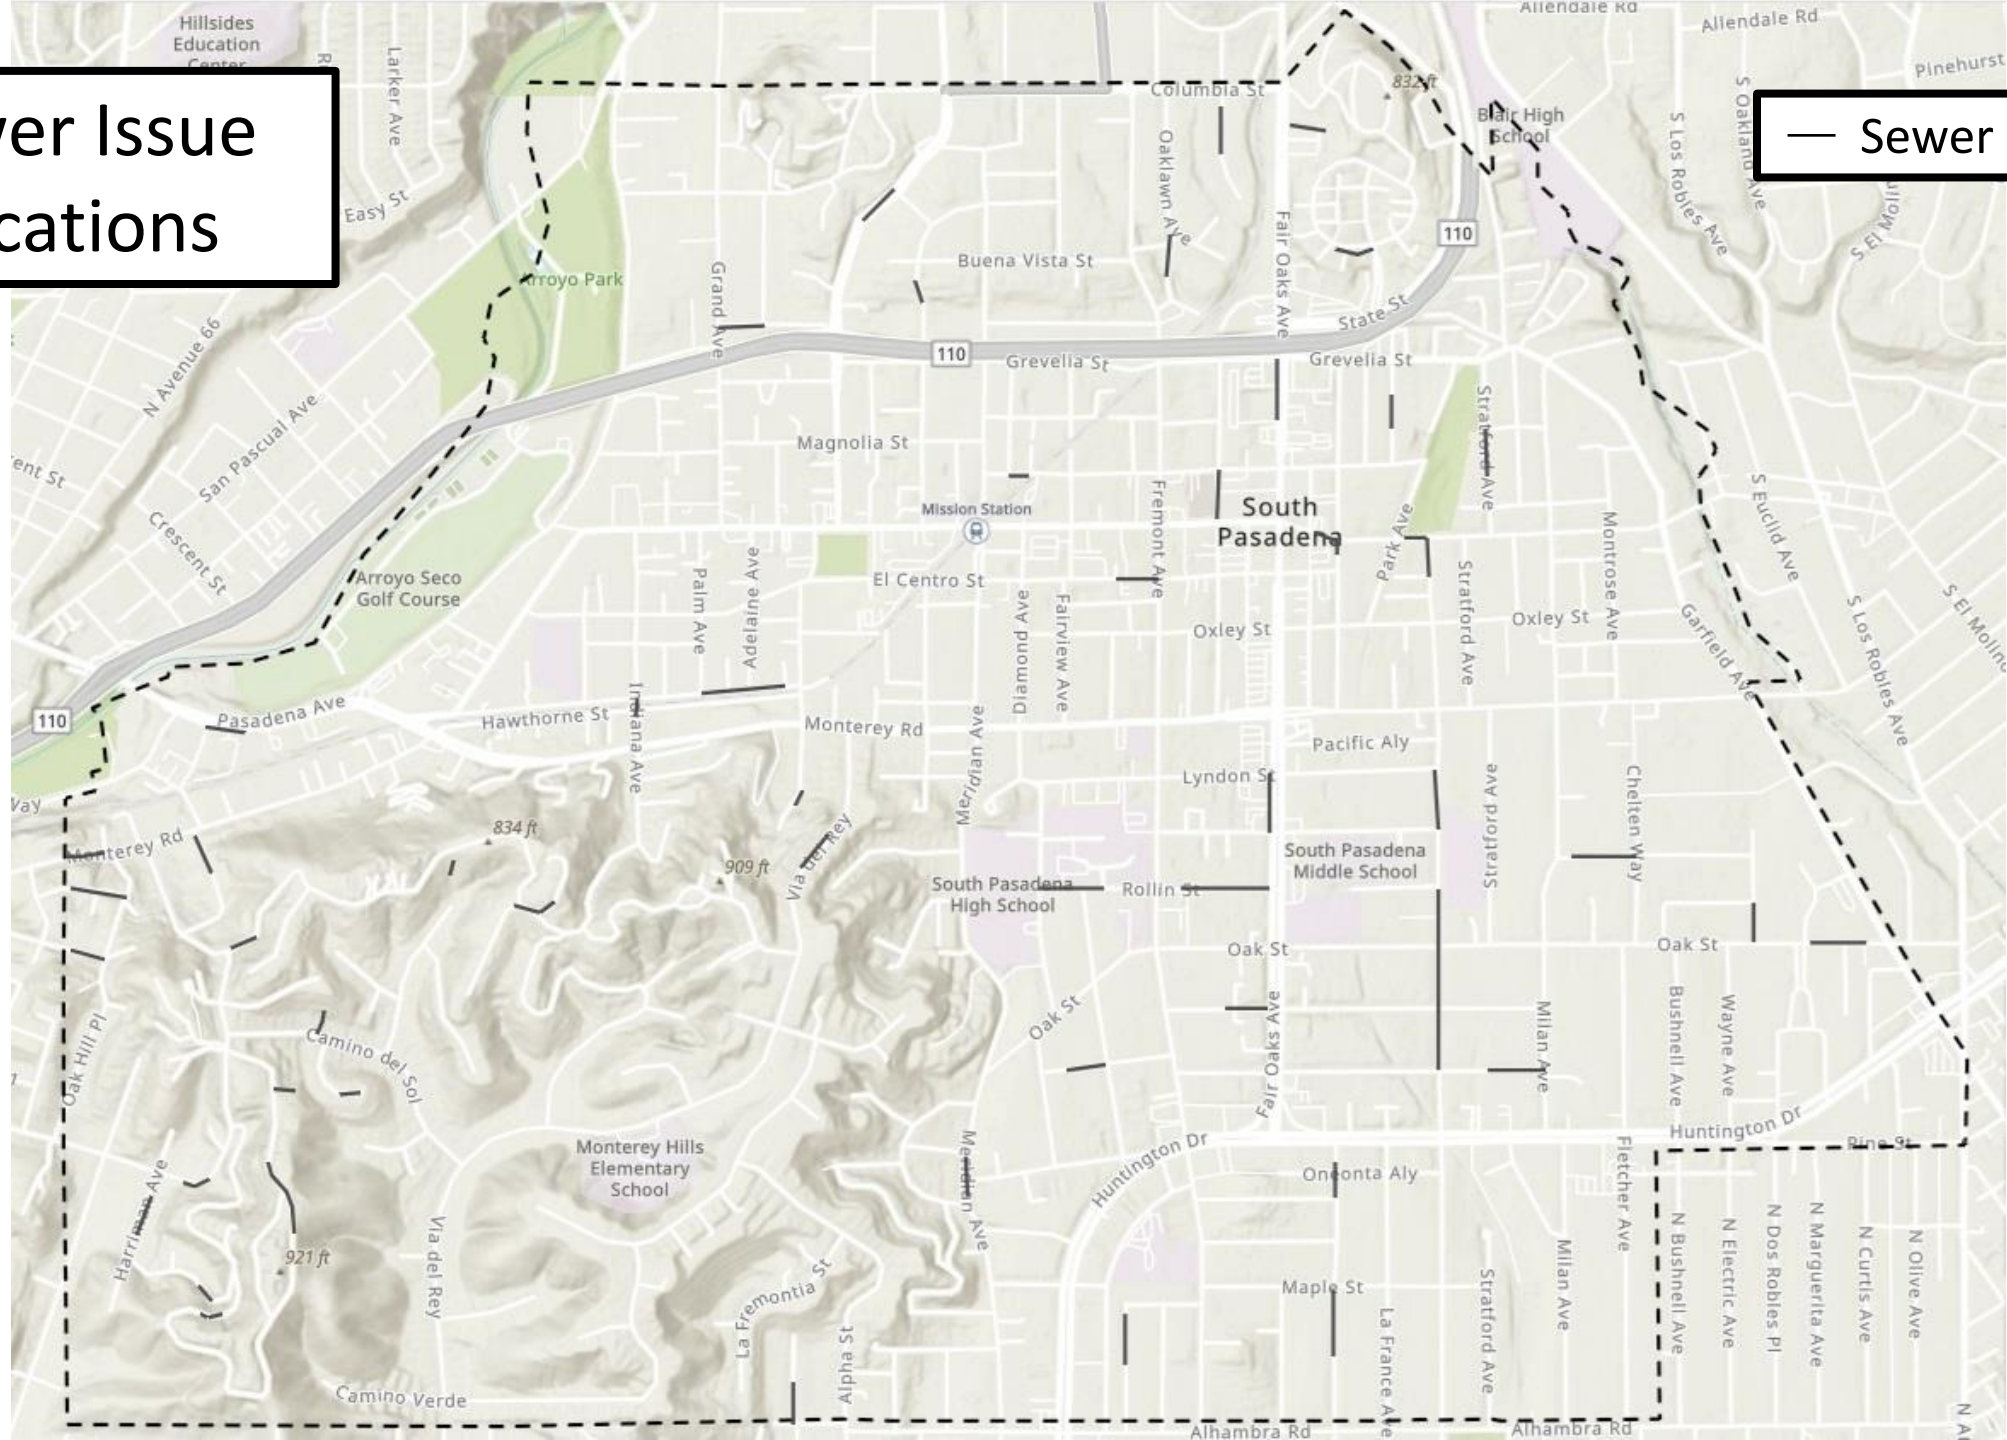 Allendale Rd
Allendale Rd
Hillsides
Education
Center
Larker Ave
Pinehurst
832 ft
Columbia St
Blair High
School
S Oakland Ave
S Los Robles Ave
ver Issue
cations
Sewer
Oaklawn Ave
Easy St
S El Mol
Fair Oaks Ave
110
Buena Vista St
Arroyo Park
Grand Ave
State St
N Avenue 66
110
Grevelia St
Grevelia St
San Pascual Ave
Magnolia St
Stratford Ave
ent St
Mission Station
Fremont Ave
South
Pasadena
Park Ave
Montrose Ave
S Euclid Ave
Crescent St
Arroyo Seco
Golf Course
Palm Ave
Adelaine Ave
El Centro St
Diamond Ave
Fairview Ave
Oxley St
Stratford Ave
Oxley St
Garfield Ave
S Los Robles Ave
S El Molino
110
Pasadena Ave
Hawthorne St
Indiana Ave
Monterey Rd
Meridian Ave
Pacific Aly
Lyndon St
Stratford Ave
Chelten Way
Way
Monterey Rd
834 ft
909 ft
Via del Rey
South Pasadena
High School
Rollin St
South Pasadena
Middle School
Oak St
Oak St
Oak St
Fair Oaks Ave
Milan Ave
Bushnell Ave
Wayne Ave
Oak Hill Pl
Camino del Sol
Huntington Dr
Huntington Dr
Pine St
Monterey Hills
Elementary
School
Meridian Ave
Oneonta Aly
Fletcher Ave
Harriman Ave
921 ft
Via del Rey
La Fremontia St
Alpha St
Maple St
La France Ave
Stratford Ave
Milan Ave
N Bushnell Ave
N Electric Ave
N Dos Robles Pl
N Marguerita Ave
N Curtis Ave
N Olive Ave
Camino Verde
Alhambra Rd
Alhambra Rd